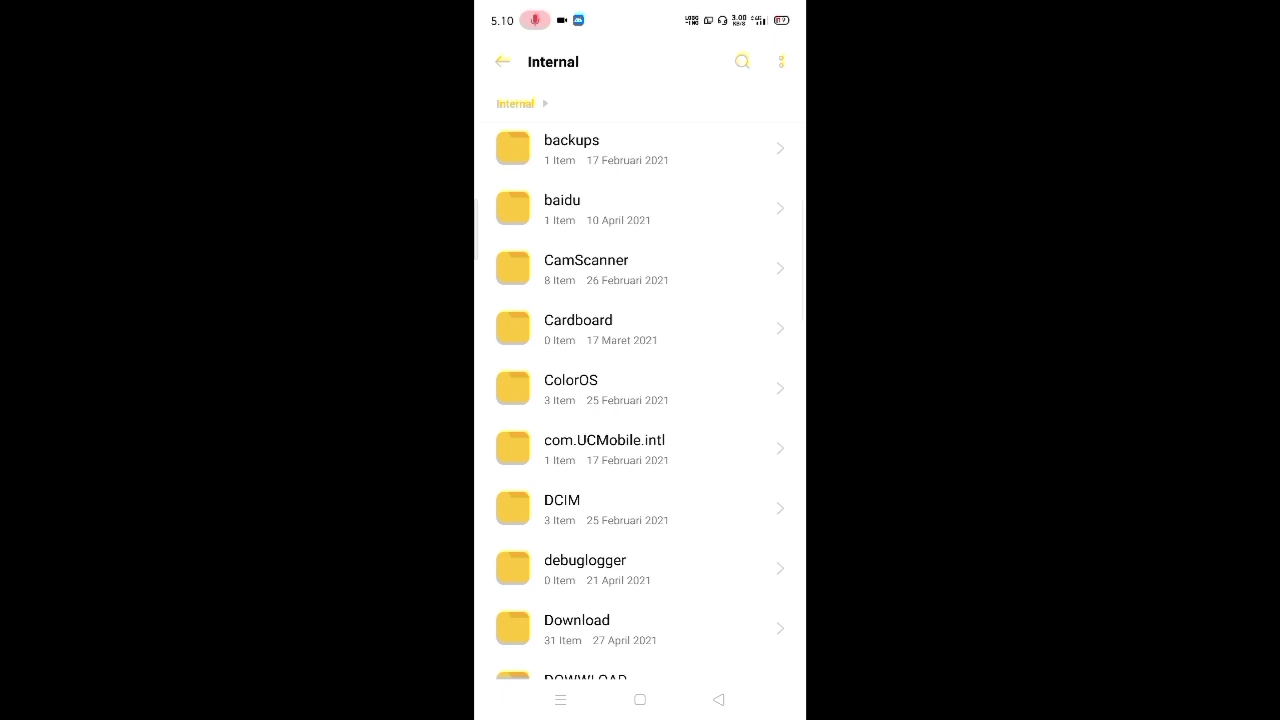 5.10
3.00
KB/S
Internal
Internal
backups
1 Item 17 Februari 2021
baidu
1 Item 10 April 2021
CamScanner
8 Item 26 Februari 2021
Cardboard
0 Item 17 Maret 2021
ColorOS
3 Item 25 Februari 2021
com.UCMobile.intl
1 Item 17 Februari 2021
DCIM
3 Item 25 Februari 2021
debuglogger
0 Item 21 April 2021
Download
31 Item 27 April 2021